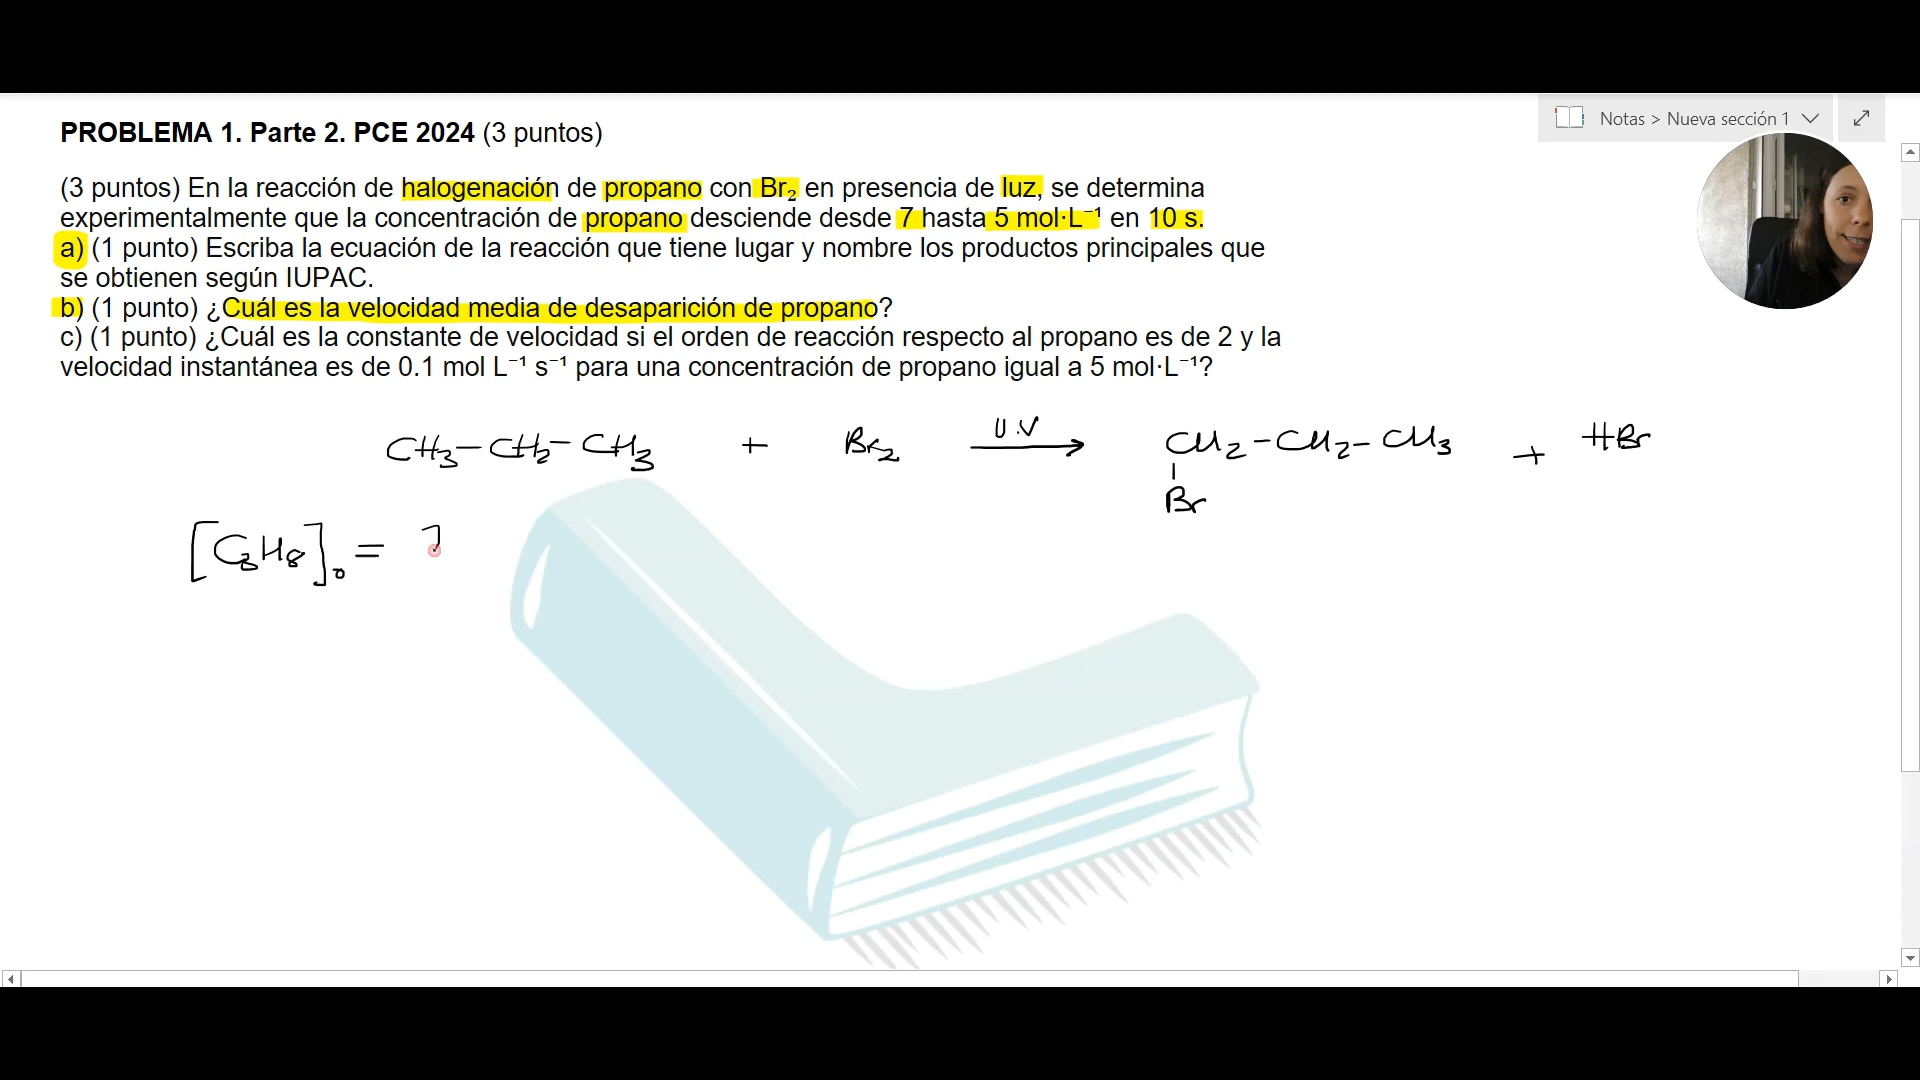 PROBLEMA 1. Parte 2. PCE 2024 (3 puntos)
Notas > Nueva sección 1
(3 puntos) En la reacción de halogenación de propano con Br₂ en presencia de luz, se determina
experimentalmente que la concentración de propano desciende desde 7 hasta 5 mol·L⁻¹ en 10 s.
a) (1 punto) Escriba la ecuación de la reacción que tiene lugar y nombre los productos principales que
se obtienen según IUPAC.
b) (1 punto) ¿Cuál es la velocidad media de desaparición de propano?
c) (1 punto) ¿Cuál es la constante de velocidad si el orden de reacción respecto al propano es de 2 y la
velocidad instantánea es de 0.1 mol L⁻¹ s⁻¹ para una concentración de propano igual a 5 mol·L⁻¹?
U.V
CH₃-CH₂-CH₃ + Br₂ → CH₂-CH₂-CH₃ + HBr
Br
[C₃H₈]₀ = 7